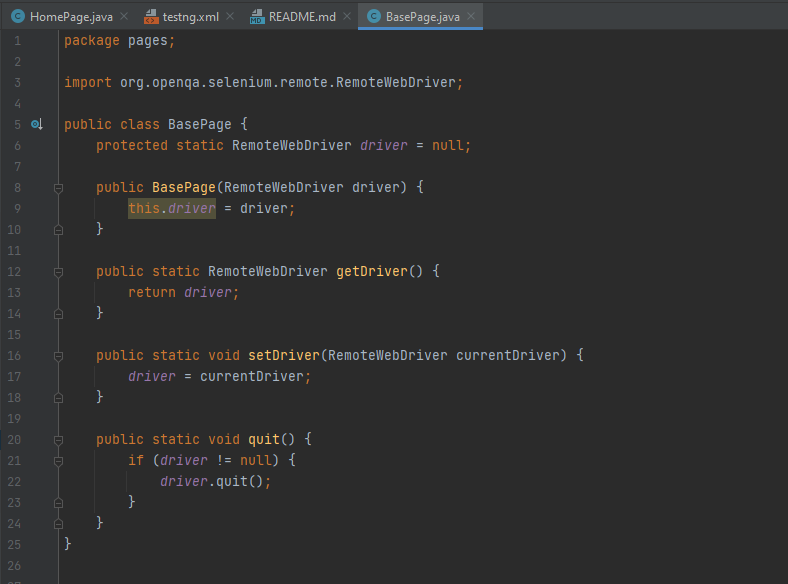 HomePage.java testng.xml README.md BasePage.java
1 package pages;
2
3 import org.openqa.selenium.remote.RemoteWebDriver;
4
5 public class BasePage {
6 protected static RemoteWebDriver driver = null;
7
8 public BasePage(RemoteWebDriver driver) {
9 this.driver = driver;
10 }
11
12 public static RemoteWebDriver getDriver() {
13 return driver;
14 }
15
16 public static void setDriver(RemoteWebDriver currentDriver) {
17 driver = currentDriver;
18 }
19
20 public static void quit() {
21 if (driver != null) {
22 driver.quit();
23 }
24 }
25 }
26